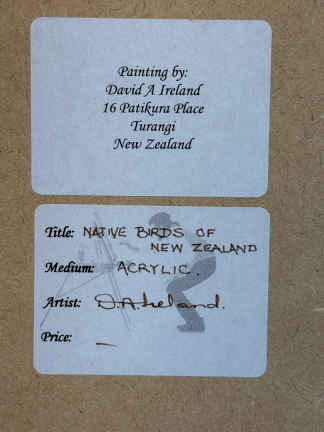 Painting by:
David A Ireland
16 Patikura Place
Turangi
New Zealand
Title: NATIVE BIRDS OF
NEW ZEALAND
Medium: ACRYLIC.
Artist: D.A. Ireland.
Price: –